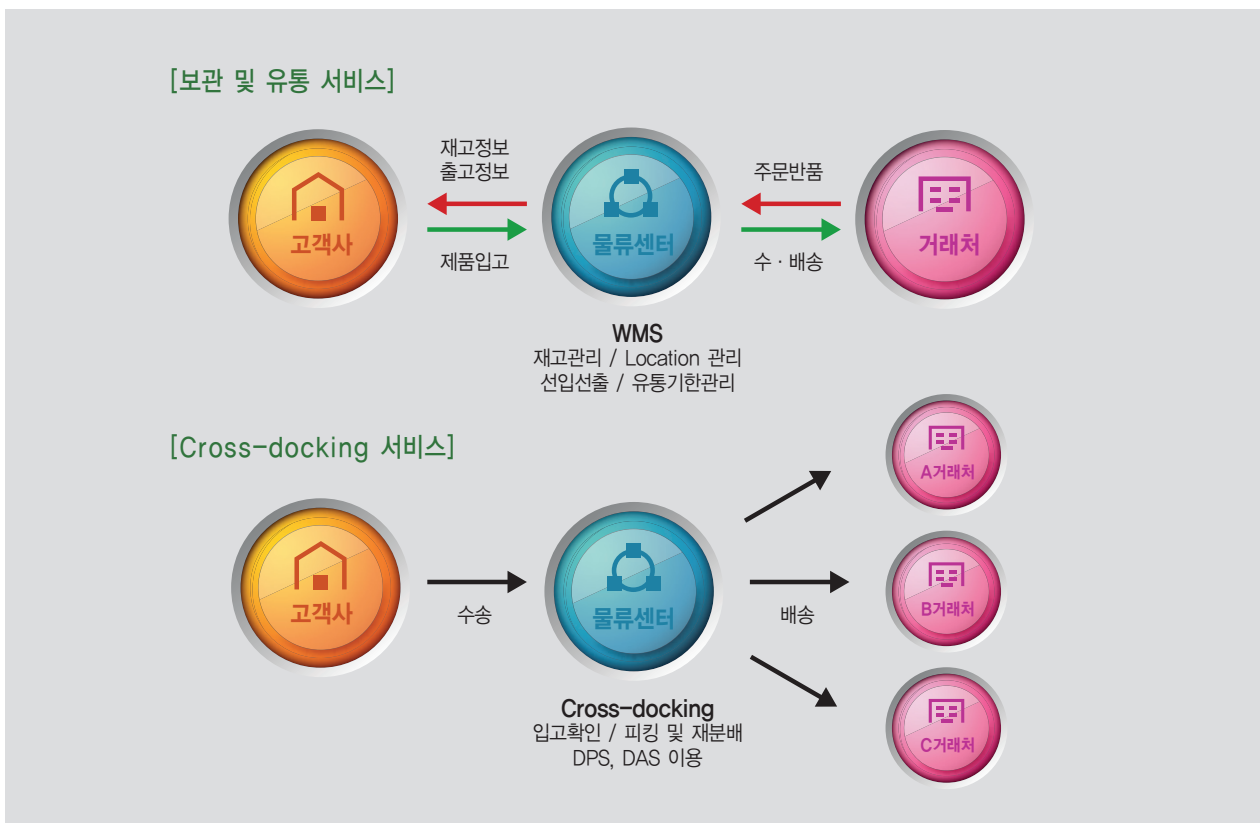 [보관 및 유통 서비스]
재고정보
출고정보
주문반품
고객사
물류센터
거래처
제품입고
수 · 배송
WMS
재고관리 / Location 관리
선입선출 / 유통기한관리
[Cross-docking 서비스]
A거래처
고객사
수송
물류센터
배송
B거래처
Cross-docking
입고확인 / 피킹 및 재분배
DPS, DAS 이용
C거래처